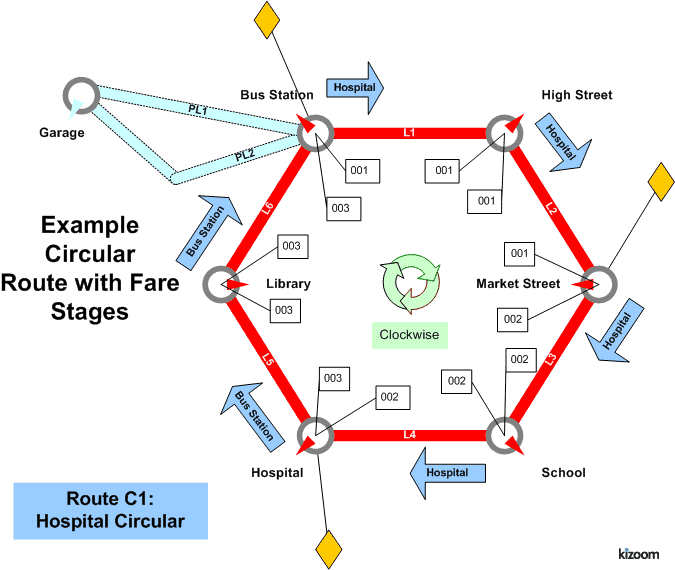 Bus Station
Hospital
High Street
PL1
Garage
L1
Hospital
PL2
001
001
003
001
L6
L2
Bus Station
Example
Circular
Route with Fare
Stages
003
001
Library
Market Street
003
002
Hospital
Clockwise
L5
L3
002
003
002
002
Bus Station
L4
Hospital
Hospital
School
Route C1:
Hospital Circular
kizoom